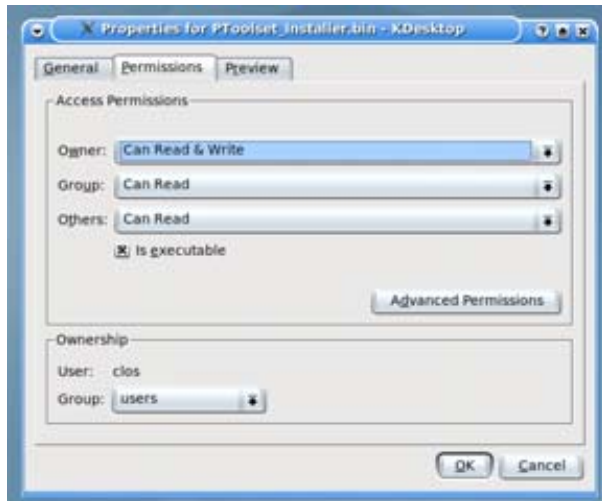 Properties for PToolset_Installer.bin - KDesktop
General Permissions Preview
Access Permissions
Owner: Can Read & Write
Group: Can Read
Others: Can Read
Is executable
Advanced Permissions
Ownership
User: clos
Group: users
OK Cancel